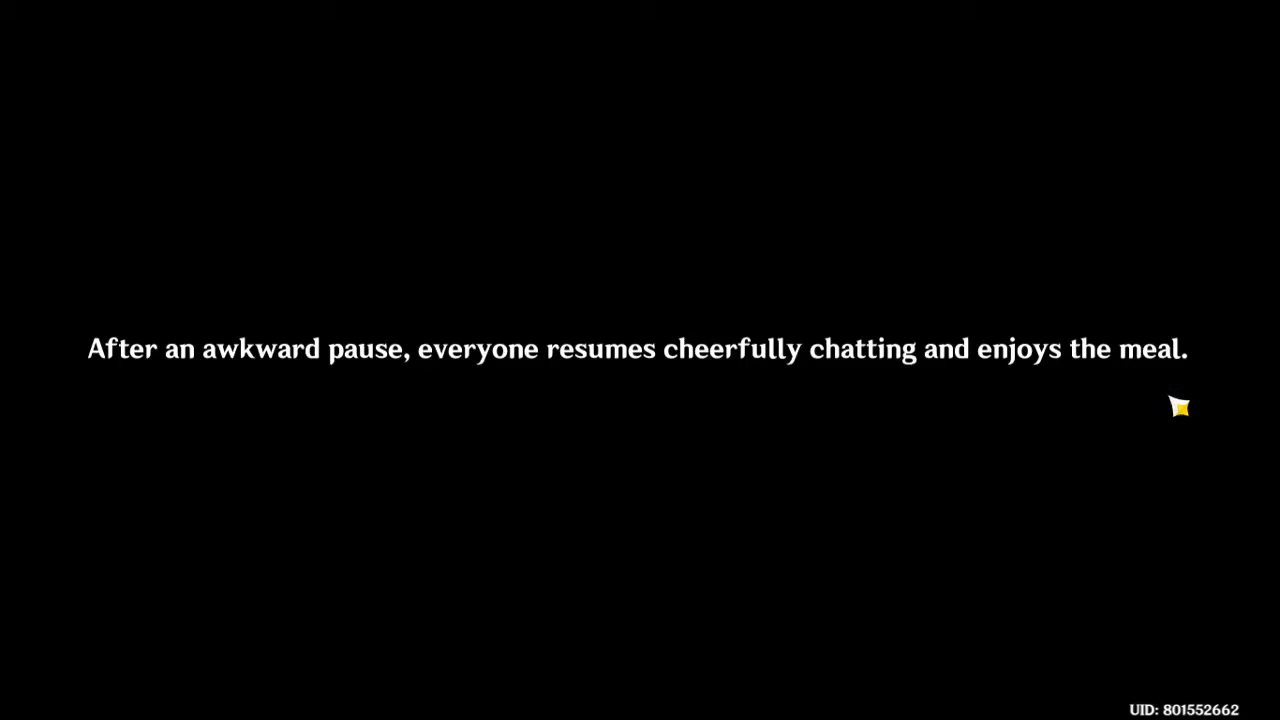 After an awkward pause, everyone resumes cheerfully chatting and enjoys the meal.
UID: 801552662